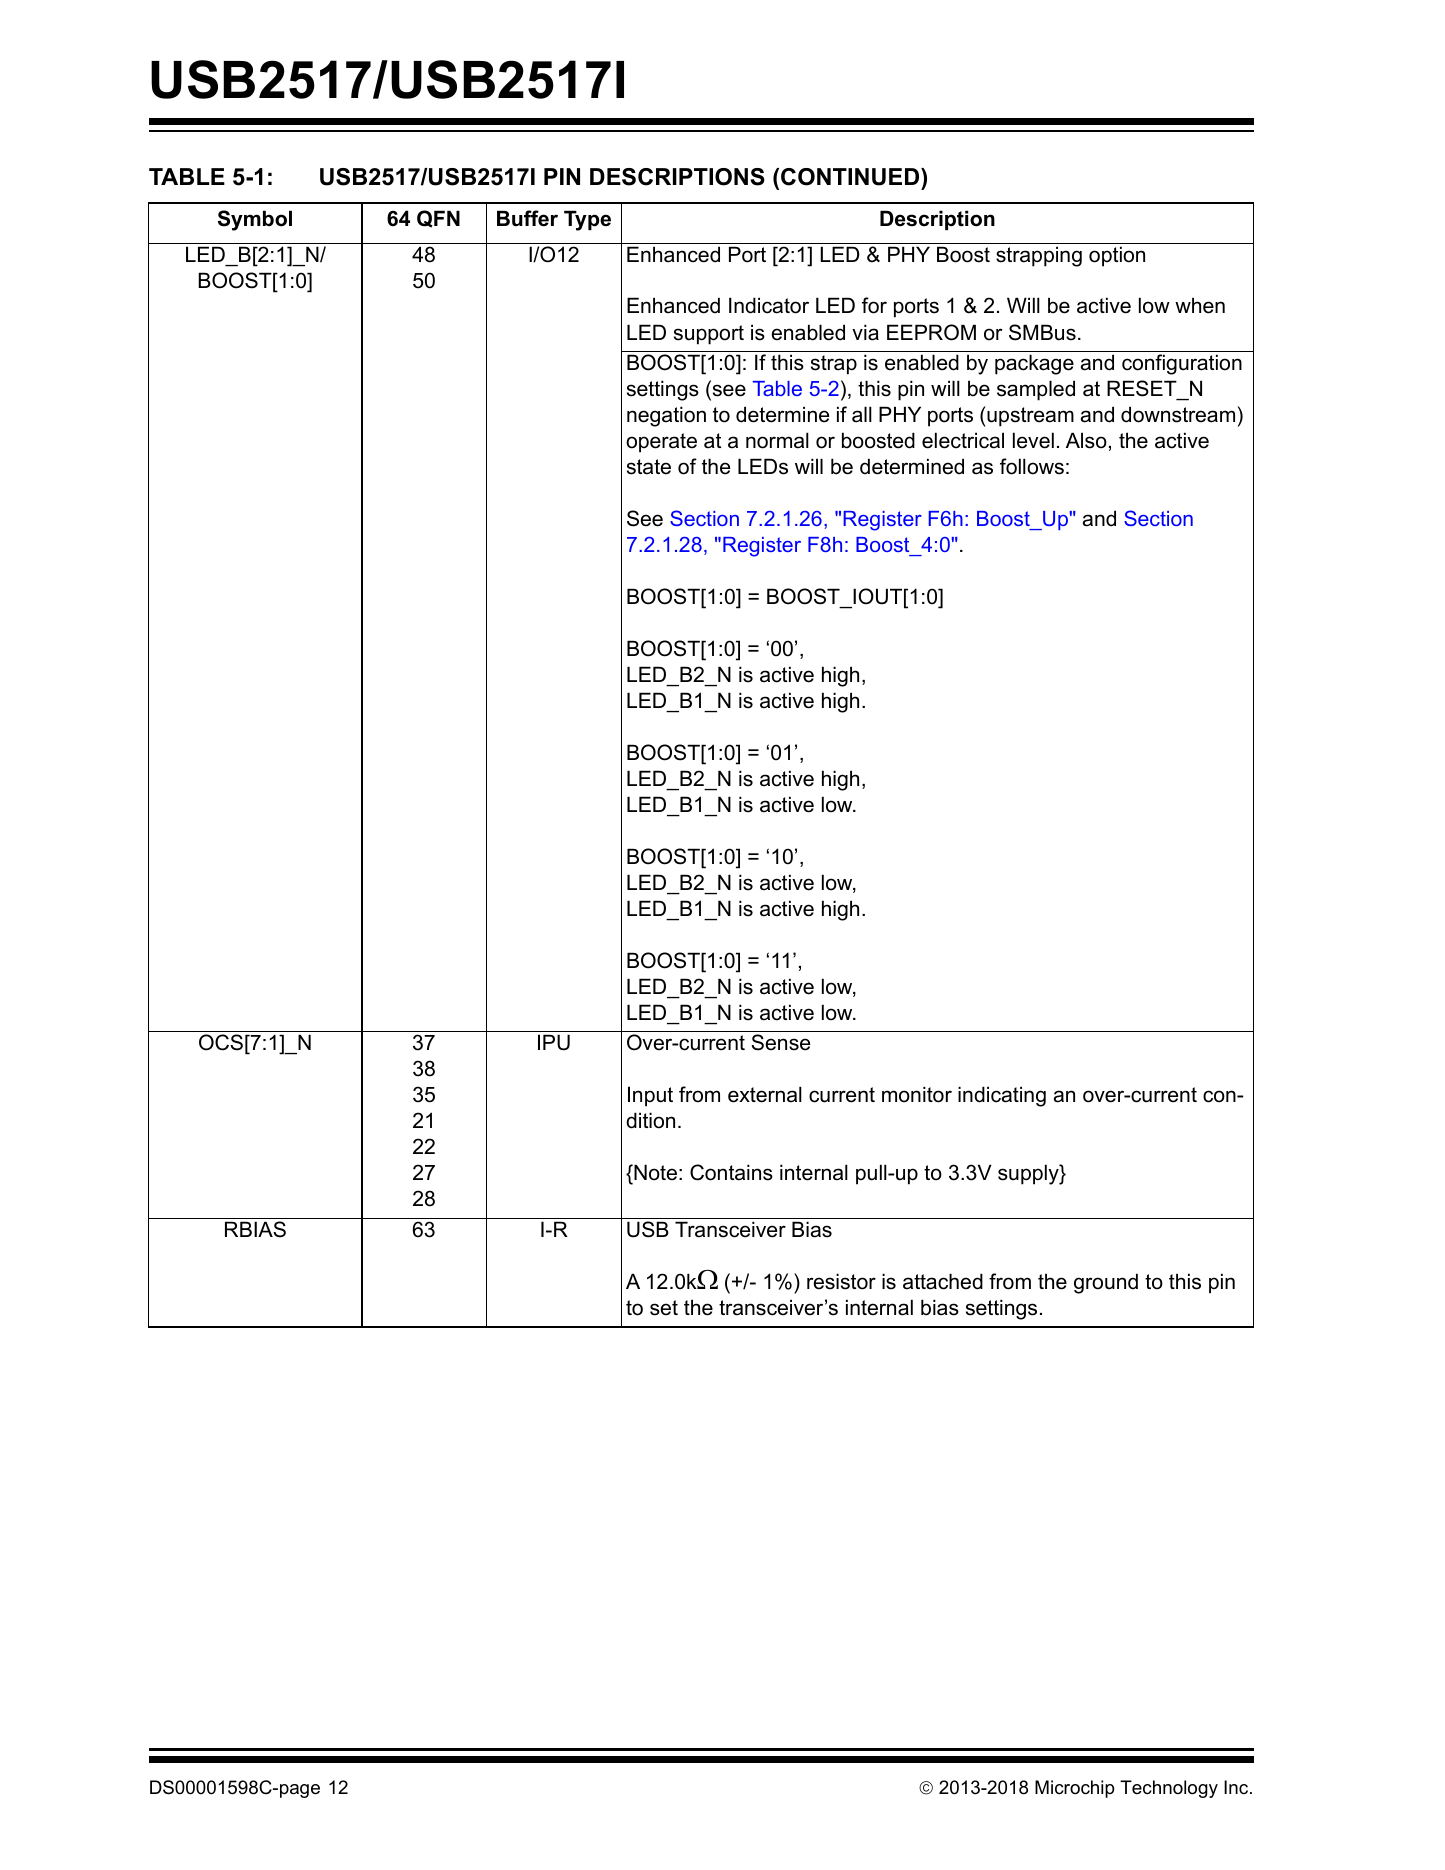 USB2517/USB2517I
TABLE 5-1: USB2517/USB2517I PIN DESCRIPTIONS (CONTINUED)
Symbol 64 QFN Buffer Type Description
LED_B[2:1]_N/
BOOST[1:0]
48
50
I/O12
Enhanced Port [2:1] LED & PHY Boost strapping option
Enhanced Indicator LED for ports 1 & 2. Will be active low when
LED support is enabled via EEPROM or SMBus.
BOOST[1:0]: If this strap is enabled by package and configuration
settings (see Table 5-2), this pin will be sampled at RESET_N
negation to determine if all PHY ports (upstream and downstream)
operate at a normal or boosted electrical level. Also, the active
state of the LEDs will be determined as follows:
See Section 7.2.1.26, "Register F6h: Boost_Up" and Section
7.2.1.28, "Register F8h: Boost_4:0".
BOOST[1:0] = BOOST_IOUT[1:0]
BOOST[1:0] = ‘00’,
LED_B2_N is active high,
LED_B1_N is active high.
BOOST[1:0] = ‘01’,
LED_B2_N is active high,
LED_B1_N is active low.
BOOST[1:0] = ‘10’,
LED_B2_N is active low,
LED_B1_N is active high.
BOOST[1:0] = ‘11’,
LED_B2_N is active low,
LED_B1_N is active low.
OCS[7:1]_N
37
38
35
21
22
27
28
IPU
Over-current Sense
Input from external current monitor indicating an over-current con-
dition.
{Note: Contains internal pull-up to 3.3V supply}
RBIAS
63
I-R
USB Transceiver Bias
A 12.0kΩ (+/- 1%) resistor is attached from the ground to this pin
to set the transceiver’s internal bias settings.
DS00001598C-page 12
© 2013-2018 Microchip Technology Inc.